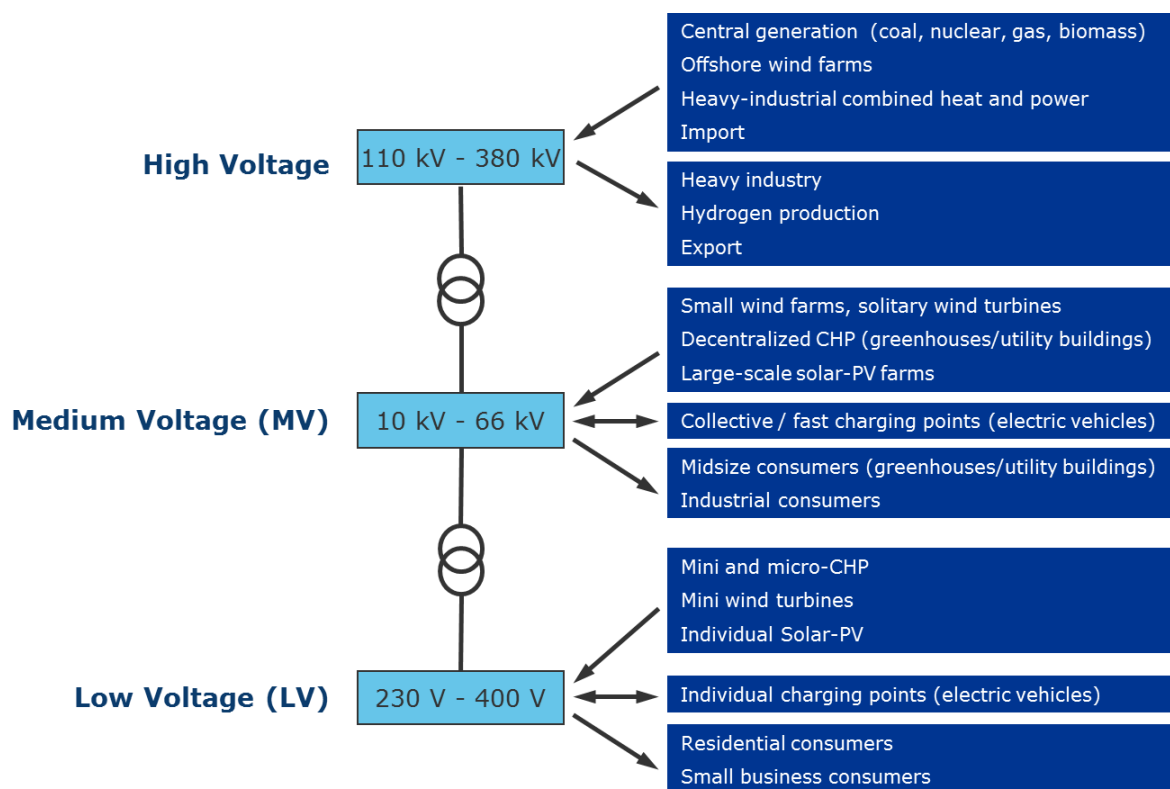 Central generation (coal, nuclear, gas, biomass)
Offshore wind farms
Heavy-industrial combined heat and power
Import
High Voltage
110 kV - 380 kV
Heavy industry
Hydrogen production
Export
Small wind farms, solitary wind turbines
Decentralized CHP (greenhouses/utility buildings)
Large-scale solar-PV farms
Medium Voltage (MV)
10 kV - 66 kV
Collective / fast charging points (electric vehicles)
Midsize consumers (greenhouses/utility buildings)
Industrial consumers
Mini and micro-CHP
Mini wind turbines
Individual Solar-PV
Low Voltage (LV)
230 V - 400 V
Individual charging points (electric vehicles)
Residential consumers
Small business consumers